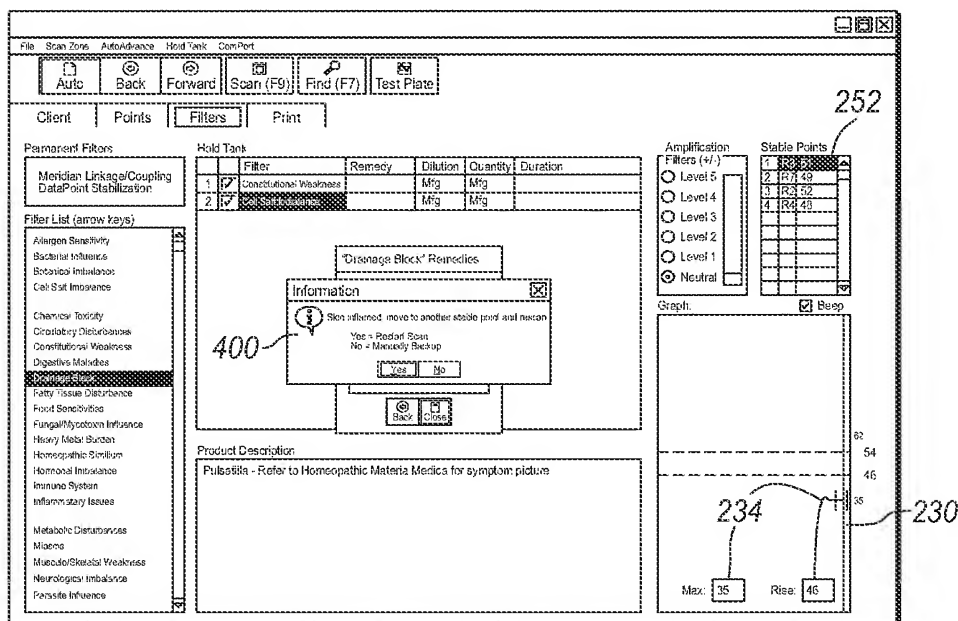 252
File Scan Zone AutoAdvance Hold Tank ComPort
Auto Back Forward Scan (F9) Find (F7) Test Plate
Client Points Filters Print
Permanent Filters
Meridian Linkage/Coupling
DataPoint Stabilization
Filter List (arrow keys)
Allergen Sensitivity
Bacterial Influence
Botanical Imbalance
Cell Salt Imbalance
Chemical Toxicity
Circulatory Disturbances
Constitutional Weakness
Digestive Maladies
Drainage Block
Fatty Tissue Disturbance
Food Sensitivities
Fungal/Mycotoxin Influence
Heavy Metal Burden
Homeopathic Similium
Hormonal Imbalance
Immune System
Inflammatory Issues
Metabolic Disturbances
Miasms
Musculo/Skeletal Weakness
Neurological Imbalance
Parasite Influence
Hold Tank
Filter Remedy Dilution Quantity Duration
1 Constitutional Weakness Mfg Mfg
2 Cell Salt Imbalance Mfg Mfg
"Drainage Block" Remedies
Information
Skin inflamed, move to another stable point and rescan
Yes = Restart Scan
No = Manually Backup
Yes No
400
Back Close
Product Description
Pulsatilla - Refer to Homeopathic Materia Medica for symptom picture
Amplification
Filters (+/-)
Level 5
Level 4
Level 3
Level 2
Level 1
Neutral
Stable Points
1
2 R7 49
3 R2 52
4 R4 48
Graph: Beep
62
54
46
35
234
230
Max: 35 Rise: 46